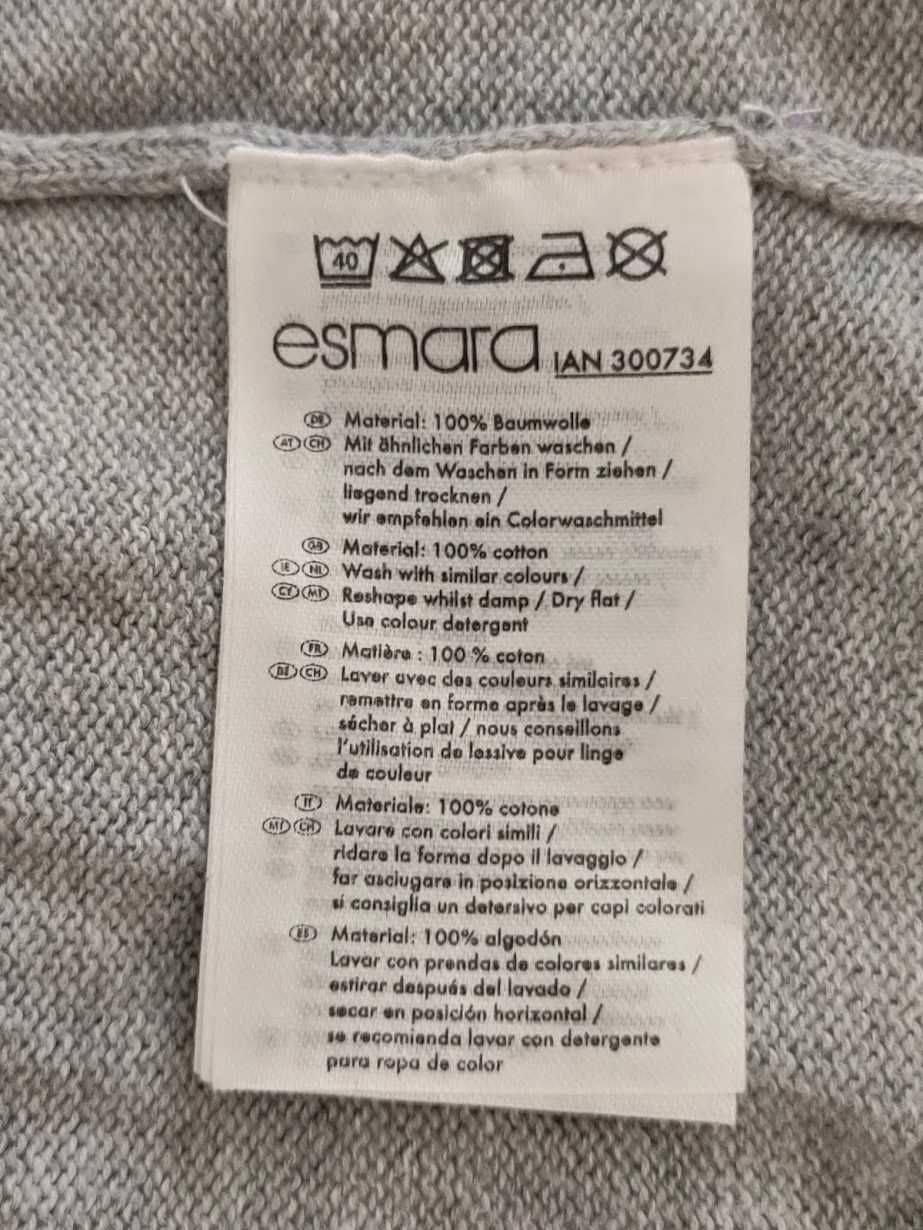 40
esmara IAN 300734
DE Material: 100% Baumwolle
AT CH Mit ähnlichen Farben waschen /
nach dem Waschen in Form ziehen /
liegend trocknen /
wir empfehlen ein Colorwaschmittel
GB Material: 100% cotton
IE NI Wash with similar colours /
CY MT Reshape whilst damp / Dry flat /
Use colour detergent
FR Matière : 100 % coton
BE CH Laver avec des couleurs similaires /
remettre en forme après le lavage /
sécher à plat / nous conseillons
l'utilisation de lessive pour linge
de couleur
IT Materiale: 100% cotone
MT CH Lavare con colori simili /
ridare la forma dopo il lavaggio /
far asciugare in posizione orizzontale /
si consiglia un detersivo per capi colorati
ES Material: 100% algodón
Lavar con prendas de colores similares /
estirar después del lavado /
secar en posición horizontal /
se recomienda lavar con detergente
para ropa de color